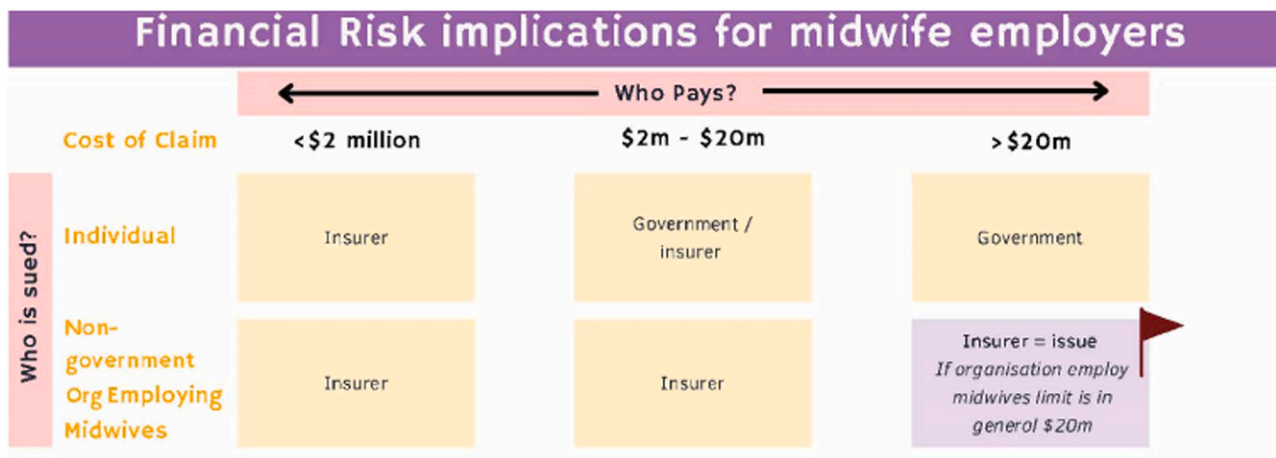 Financial Risk implications for midwife employers
Who Pays?
Cost of Claim
<$2 million
$2m - $20m
>$20m
Who is sued?
Individual
Insurer
Government /
insurer
Government
Non-
government
Org Employing
Midwives
Insurer
Insurer
Insurer = issue
If organisation employ
midwives limit is in
general $20m